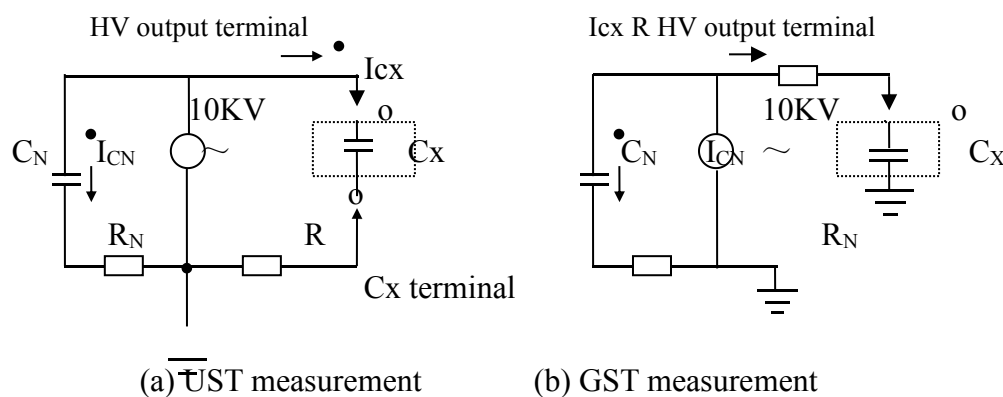 HV output terminal
Icx
10KV
o
C_N
I_CN
～
Cx
o
R_N
R
Cx terminal
(a) UST measurement
Icx R HV output terminal
10KV
o
C_N
I_CN
～
C_X
R_N
(b) GST measurement